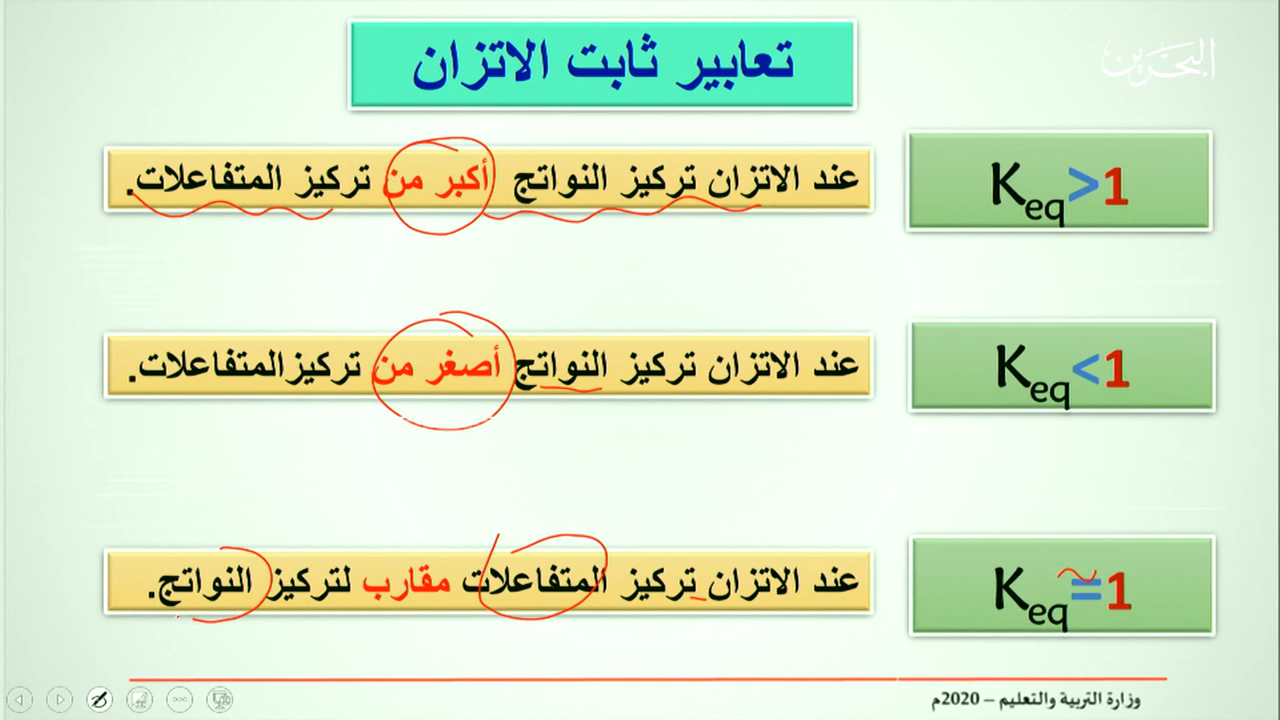 البحرين
تعابير ثابت الاتزان
Keq>1
عند الاتزان تركيز النواتج أكبر من تركيز المتفاعلات.
Keq<1
عند الاتزان تركيز النواتج أصغر من تركيزالمتفاعلات.
Keq=1
عند الاتزان تركيز المتفاعلات مقارب لتركيز النواتج.
وزارة التربية والتعليم – 2020م